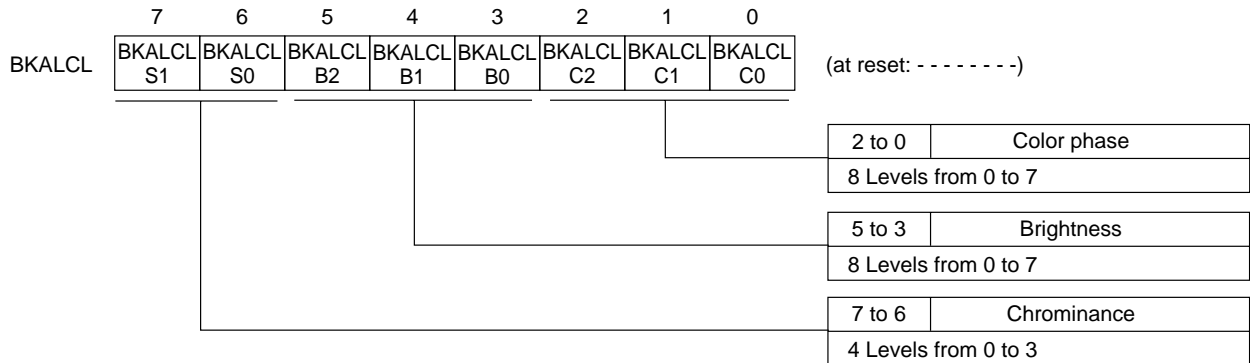 7 6 5 4 3 2 1 0
BKALCL BKALCL BKALCL BKALCL BKALCL BKALCL BKALCL BKALCL BKALCL (at reset: - - - - - - - -)
S1 S0 B2 B1 B0 C2 C1 C0
2 to 0 Color phase
8 Levels from 0 to 7
5 to 3 Brightness
8 Levels from 0 to 7
7 to 6 Chrominance
4 Levels from 0 to 3